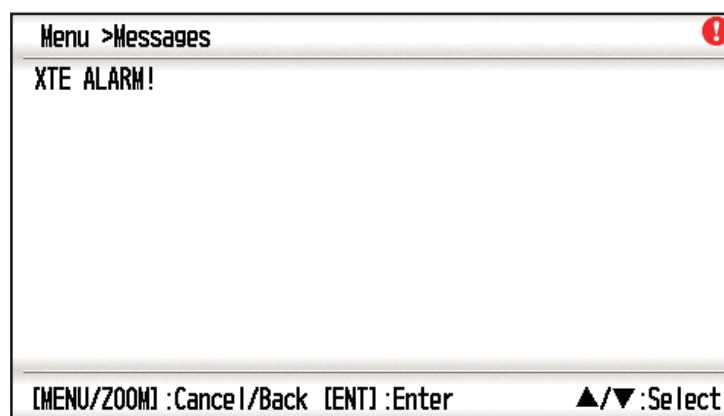 Menu >Messages
XTE ALARM!
[MENU/ZOOM] :Cancel/Back [ENT] :Enter ▲/▼:Select